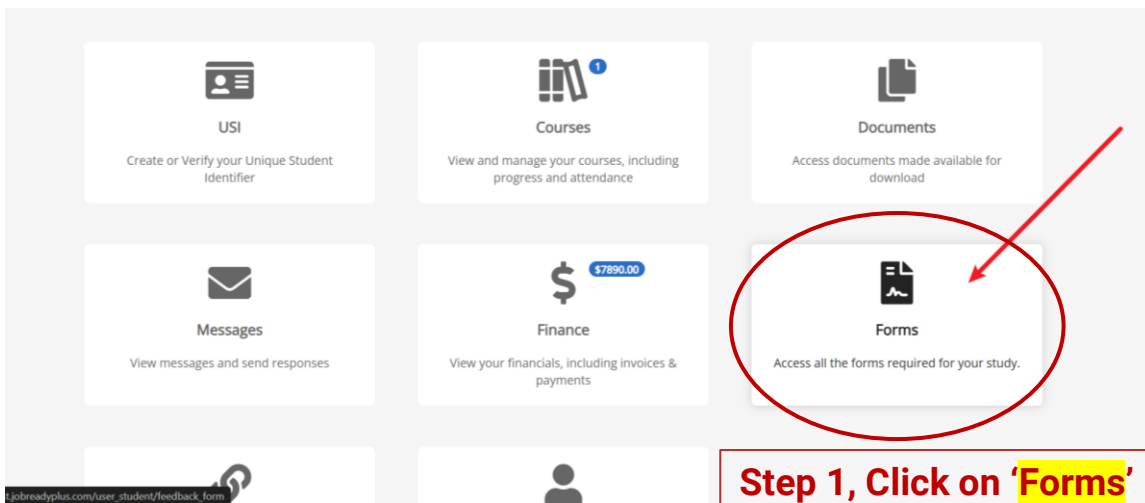 USI
Create or Verify your Unique Student
Identifier
1
Courses
View and manage your courses, including
progress and attendance
Documents
Access documents made available for
download
Messages
View messages and send responses
$7890.00
Finance
View your financials, including invoices &
payments
Forms
Access all the forms required for your study.
t.jobreadyplus.com/user_student/feedback_form
Step 1, Click on ‘Forms’